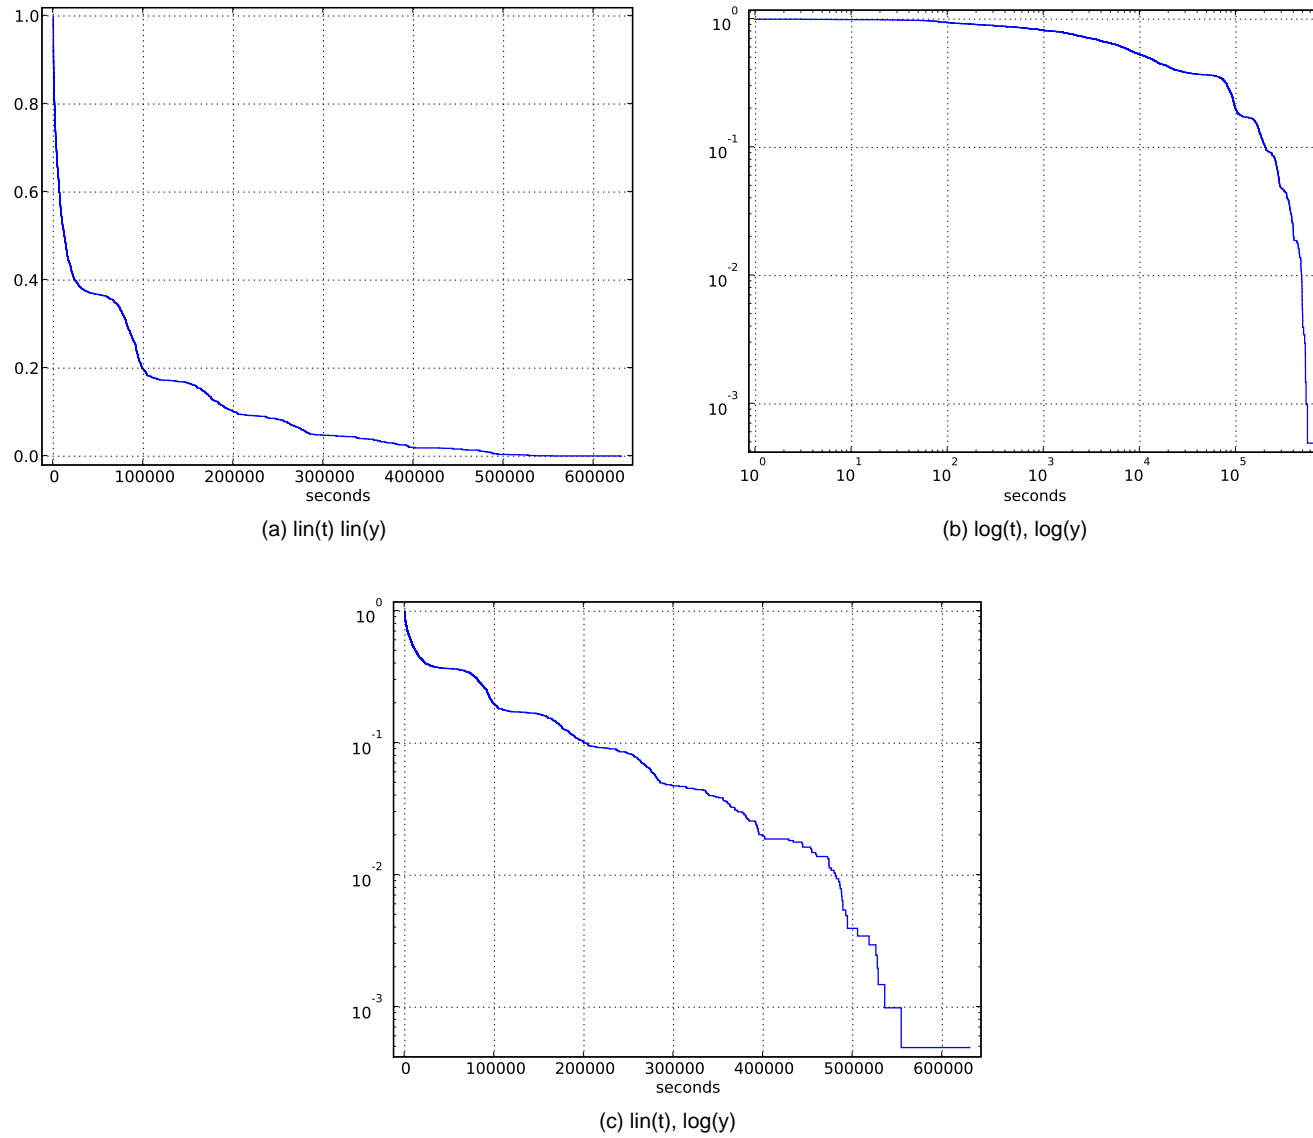 1.0
0.8
0.6
0.4
0.2
0.0
0 100000 200000 300000 400000 500000 600000
seconds
(a) lin(t) lin(y)
10^0
10^-1
10^-2
10^-3
10^0 10^1 10^2 10^3 10^4 10^5
seconds
(b) log(t), log(y)
10^0
10^-1
10^-2
10^-3
0 100000 200000 300000 400000 500000 600000
seconds
(c) lin(t), log(y)